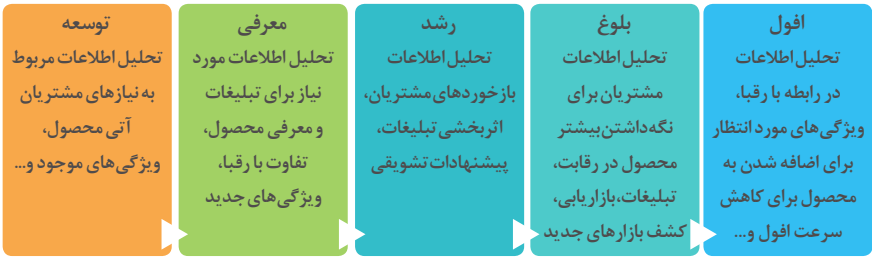 توسعه
تحلیل اطلاعات مربوط
به نیازهای مشتریان
آتی محصول،
ویژگی‌های موجود و...
معرفی
تحلیل اطلاعات مورد
نیاز برای تبلیغات
و معرفی محصول،
تفاوت با رقبا،
ویژگی‌های جدید
رشد
تحلیل اطلاعات
بازخوردهای مشتریان،
اثربخشی تبلیغات،
پیشنهادات تشویقی
بلوغ
تحلیل اطلاعات
مشتریان برای
نگه‌داشتن بیشتر
محصول در رقابت،
تبلیغات، بازاریابی،
کشف بازارهای جدید
افول
تحلیل اطلاعات
در رابطه با رقبا،
ویژگی‌های مورد انتظار
برای اضافه شدن به
محصول برای کاهش
سرعت افول و...